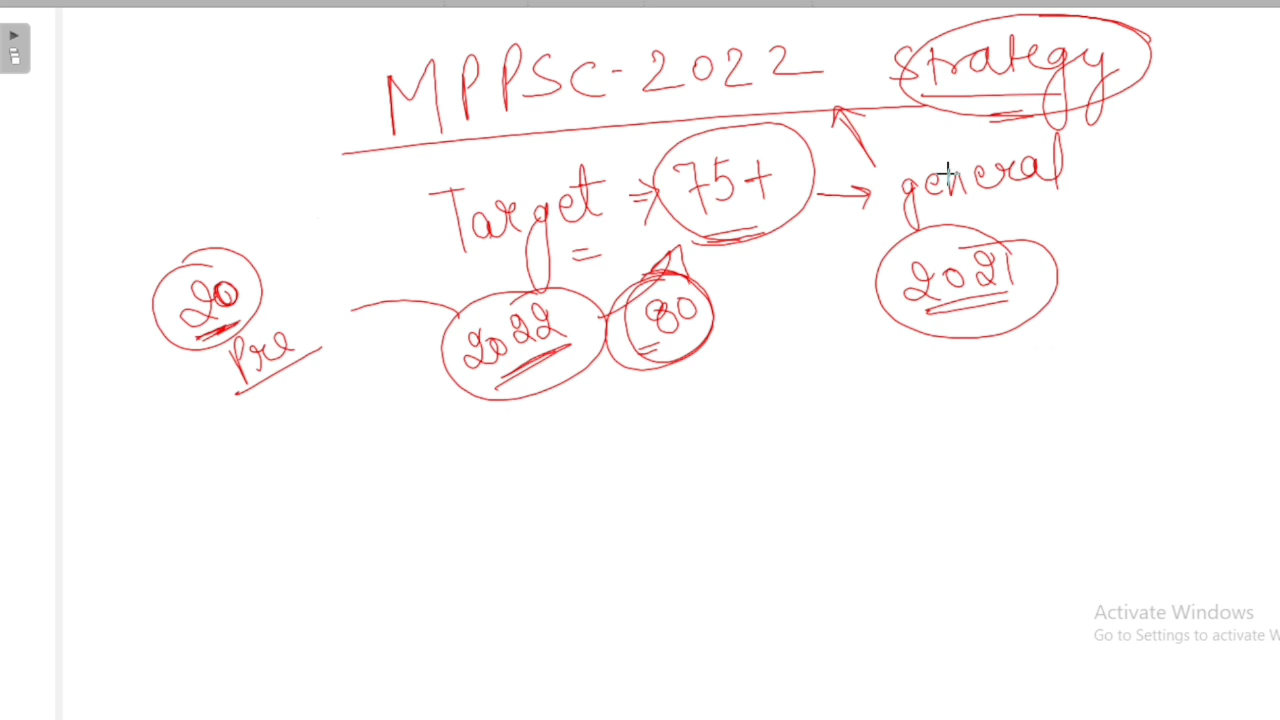 MPPSC-2022 Strategy
Target ⇒ 75+ → general
20 2022 80 2021
Pre
Activate Windows
Go to Settings to activate W